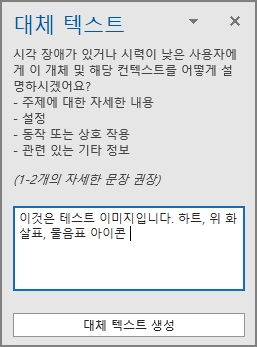 대체 텍스트
시각 장애가 있거나 시력이 낮은 사용자에
게 이 개체 및 해당 컨텍스트를 어떻게 설
명하시겠어요?
- 주제에 대한 자세한 내용
- 설정
- 동작 또는 상호 작용
- 관련 있는 기타 정보
(1-2개의 자세한 문장 권장)
이것은 테스트 이미지입니다. 하트, 위 화
살표, 물음표 아이콘
대체 텍스트 생성